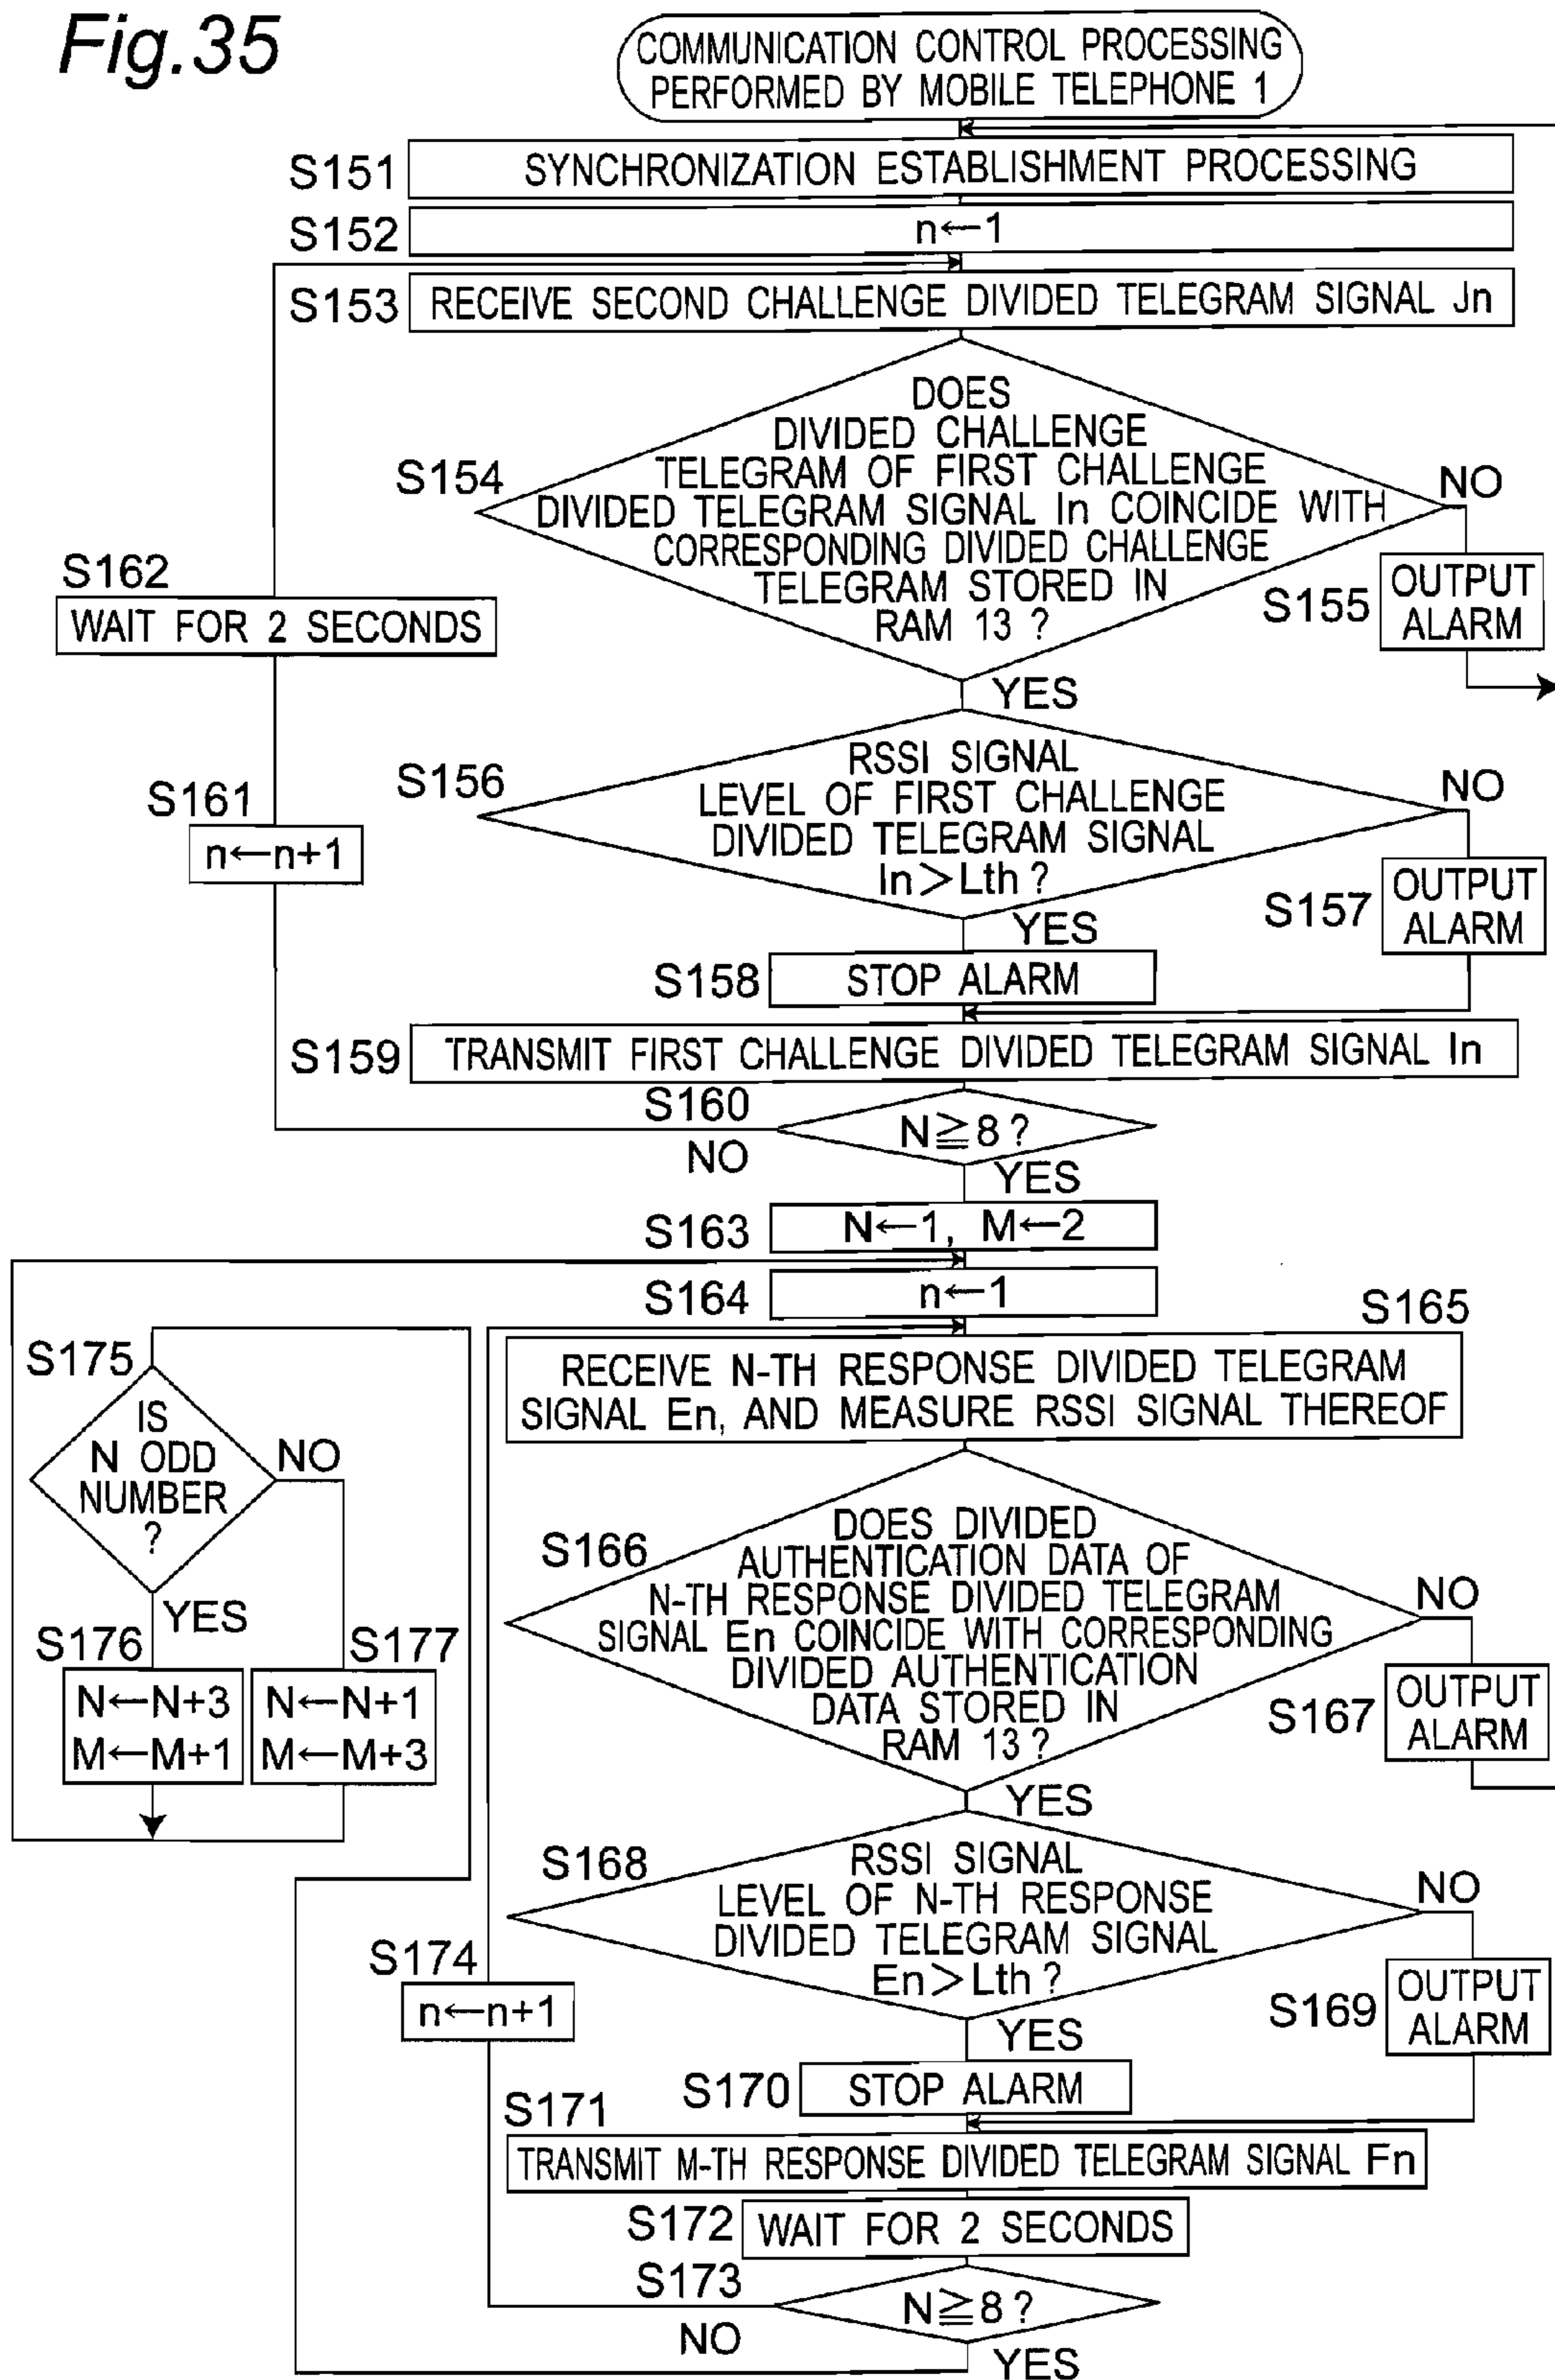 Fig.35
COMMUNICATION CONTROL PROCESSING
PERFORMED BY MOBILE TELEPHONE 1
S151
SYNCHRONIZATION ESTABLISHMENT PROCESSING
S152
n←1
S153
RECEIVE SECOND CHALLENGE DIVIDED TELEGRAM SIGNAL Jn
S154
DOES
DIVIDED CHALLENGE
TELEGRAM OF FIRST CHALLENGE
DIVIDED TELEGRAM SIGNAL In COINCIDE WITH
CORRESPONDING DIVIDED CHALLENGE
TELEGRAM STORED IN
RAM 13 ?
NO
S155
OUTPUT
ALARM
YES
S162
WAIT FOR 2 SECONDS
S161
n←n+1
S156
RSSI SIGNAL
LEVEL OF FIRST CHALLENGE
DIVIDED TELEGRAM SIGNAL
In>Lth ?
NO
S157
OUTPUT
ALARM
YES
S158
STOP ALARM
S159
TRANSMIT FIRST CHALLENGE DIVIDED TELEGRAM SIGNAL In
S160
N≧8 ?
NO
YES
S163
N←1, M←2
S164
n←1
S165
RECEIVE N-TH RESPONSE DIVIDED TELEGRAM
SIGNAL En, AND MEASURE RSSI SIGNAL THEREOF
S175
IS
N ODD
NUMBER
?
NO
YES
S176
N←N+3
M←M+1
S177
N←N+1
M←M+3
S166
DOES DIVIDED
AUTHENTICATION DATA OF
N-TH RESPONSE DIVIDED TELEGRAM
SIGNAL En COINCIDE WITH CORRESPONDING
DIVIDED AUTHENTICATION
DATA STORED IN
RAM 13 ?
NO
S167
OUTPUT
ALARM
YES
S168
RSSI SIGNAL
LEVEL OF N-TH RESPONSE
DIVIDED TELEGRAM SIGNAL
En>Lth ?
NO
S169
OUTPUT
ALARM
YES
S174
n←n+1
S170
STOP ALARM
S171
TRANSMIT M-TH RESPONSE DIVIDED TELEGRAM SIGNAL Fn
S172
WAIT FOR 2 SECONDS
S173
N≧8 ?
NO
YES